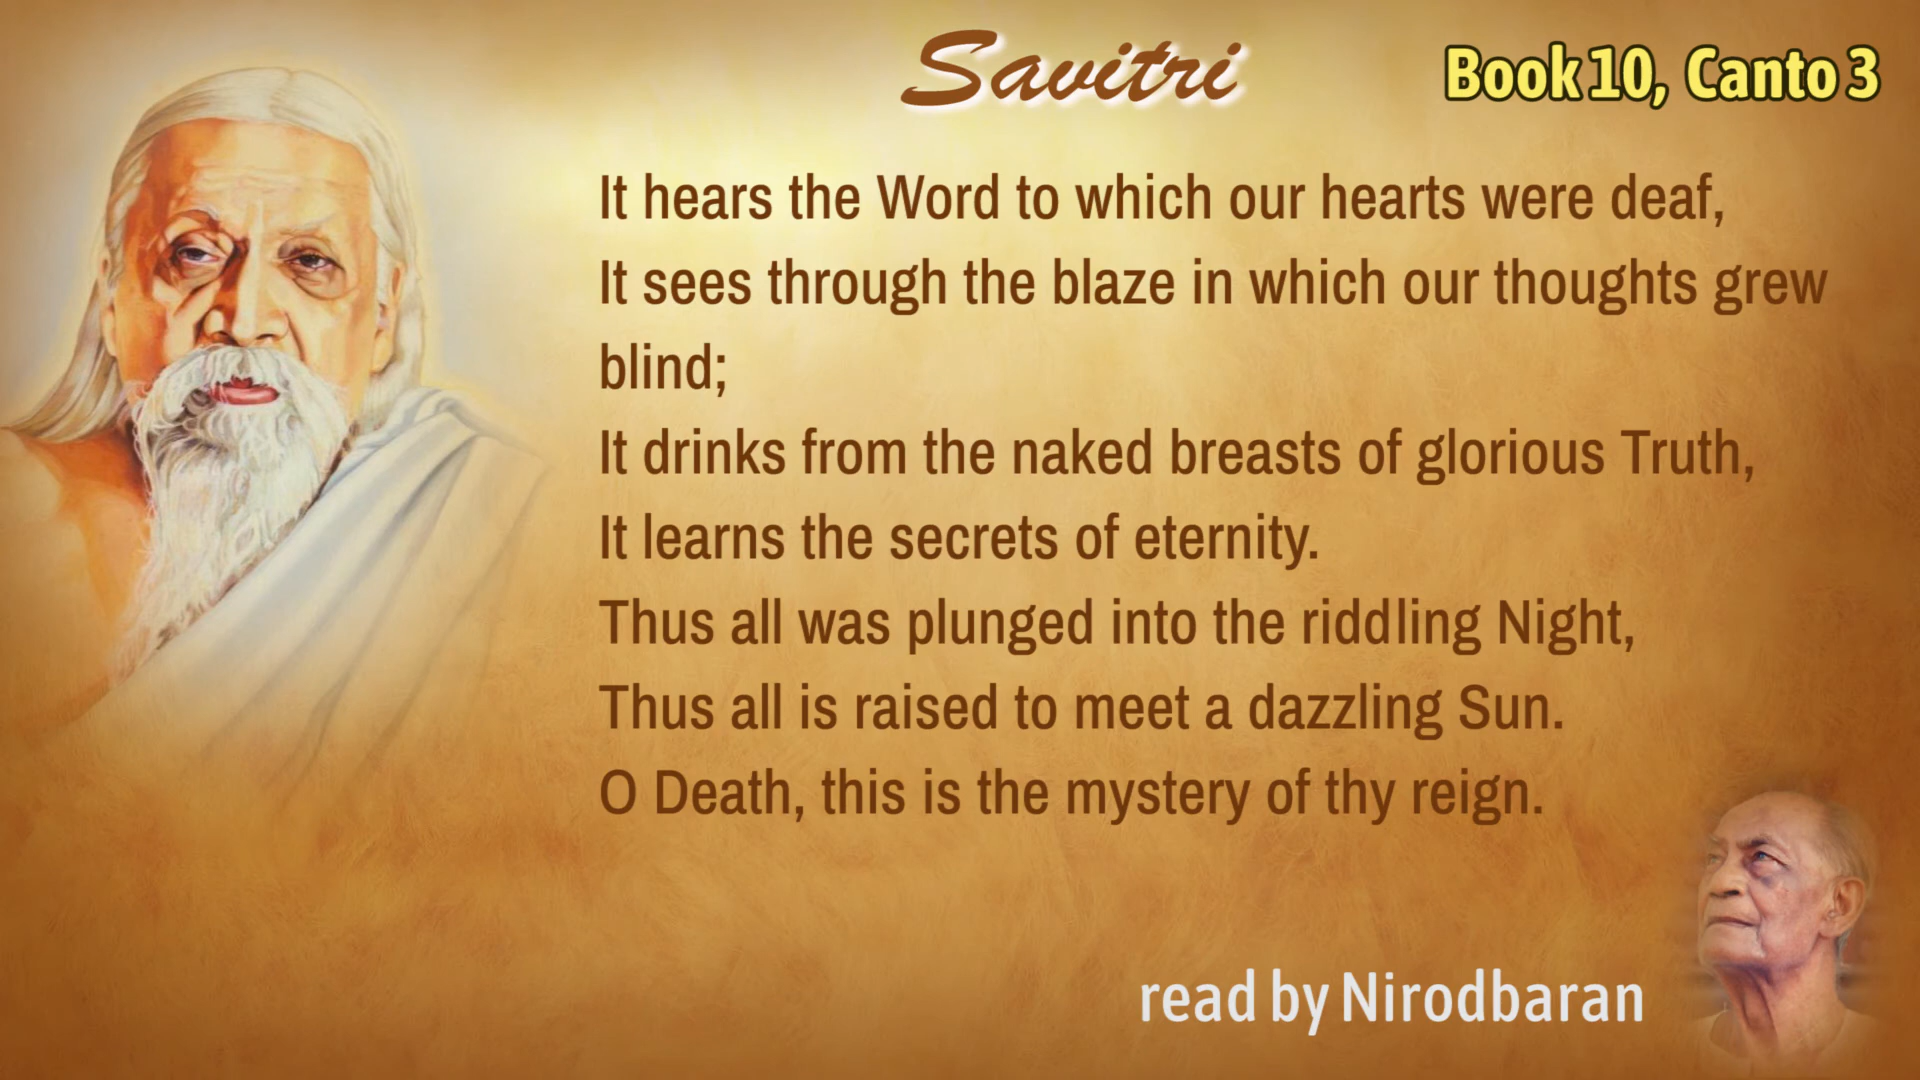 Savitri
Book 10, Canto 3
It hears the Word to which our hearts were deaf,
It sees through the blaze in which our thoughts grew
blind;
It drinks from the naked breasts of glorious Truth,
It learns the secrets of eternity.
Thus all was plunged into the riddling Night,
Thus all is raised to meet a dazzling Sun.
O Death, this is the mystery of thy reign.
read by Nirodbaran